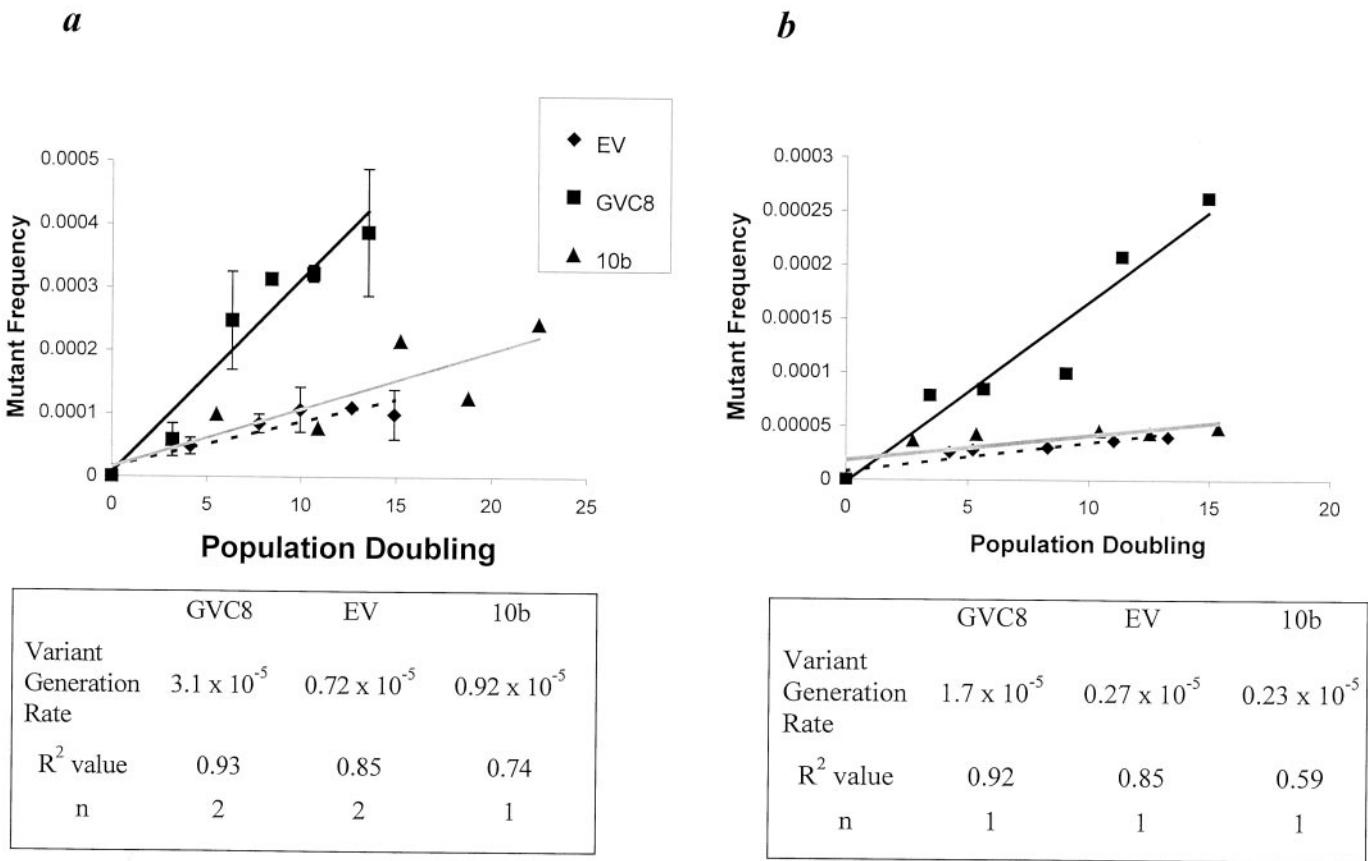 a
b
EV
GVC8
10b
0.0005
0.0004
0.0003
0.0002
0.0001
0
Mutant Frequency
0 5 10 15 20 25
Population Doubling
0.0003
0.00025
0.0002
0.00015
0.0001
0.00005
0
Mutant Frequency
0 5 10 15 20
Population Doubling
GVC8 EV 10b
Variant
Generation 3.1 x 10⁻⁵ 0.72 x 10⁻⁵ 0.92 x 10⁻⁵
Rate
R² value 0.93 0.85 0.74
n 2 2 1
GVC8 EV 10b
Variant
Generation 1.7 x 10⁻⁵ 0.27 x 10⁻⁵ 0.23 x 10⁻⁵
Rate
R² value 0.92 0.85 0.59
n 1 1 1